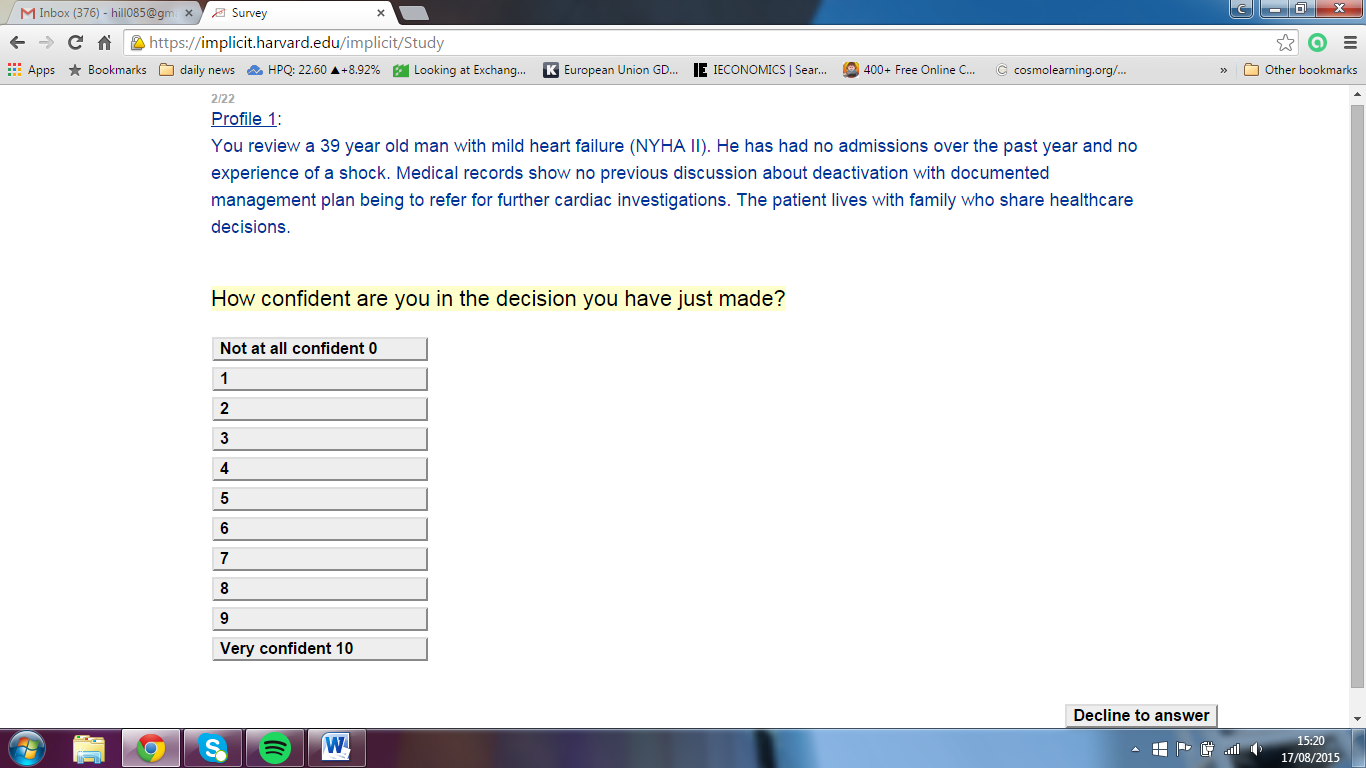 Inbox (376) - hill085@gm
Survey
https://implicit.harvard.edu/implicit/Study
Apps
Bookmarks
daily news
HPQ: 22.60 ▲+8.92%
Looking at Exchang...
European Union GD...
IECONOMICS | Sear...
400+ Free Online C...
cosmolearning.org/...
»
Other bookmarks
2/22
Profile 1:
You review a 39 year old man with mild heart failure (NYHA II). He has had no admissions over the past year and no
experience of a shock. Medical records show no previous discussion about deactivation with documented
management plan being to refer for further cardiac investigations. The patient lives with family who share healthcare
decisions.
How confident are you in the decision you have just made?
Not at all confident 0
1
2
3
4
5
6
7
8
9
Very confident 10
Decline to answer
15:20
17/08/2015